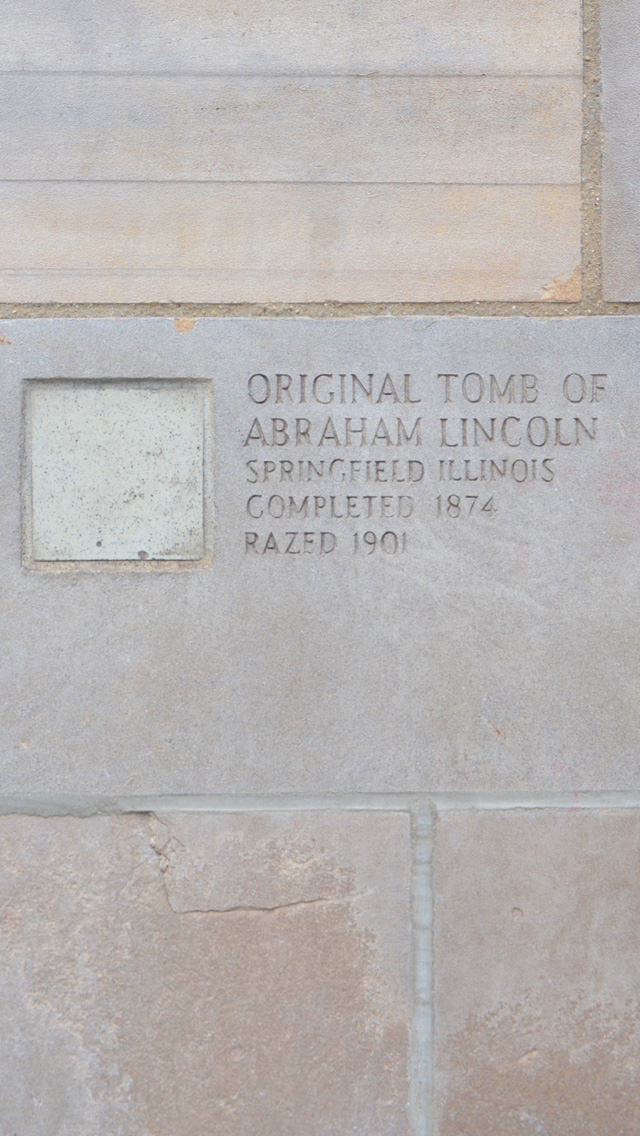 ORIGINAL TOMB OF
ABRAHAM LINCOLN
SPRINGFIELD ILLINOIS
COMPLETED 1874
RAZED 1901